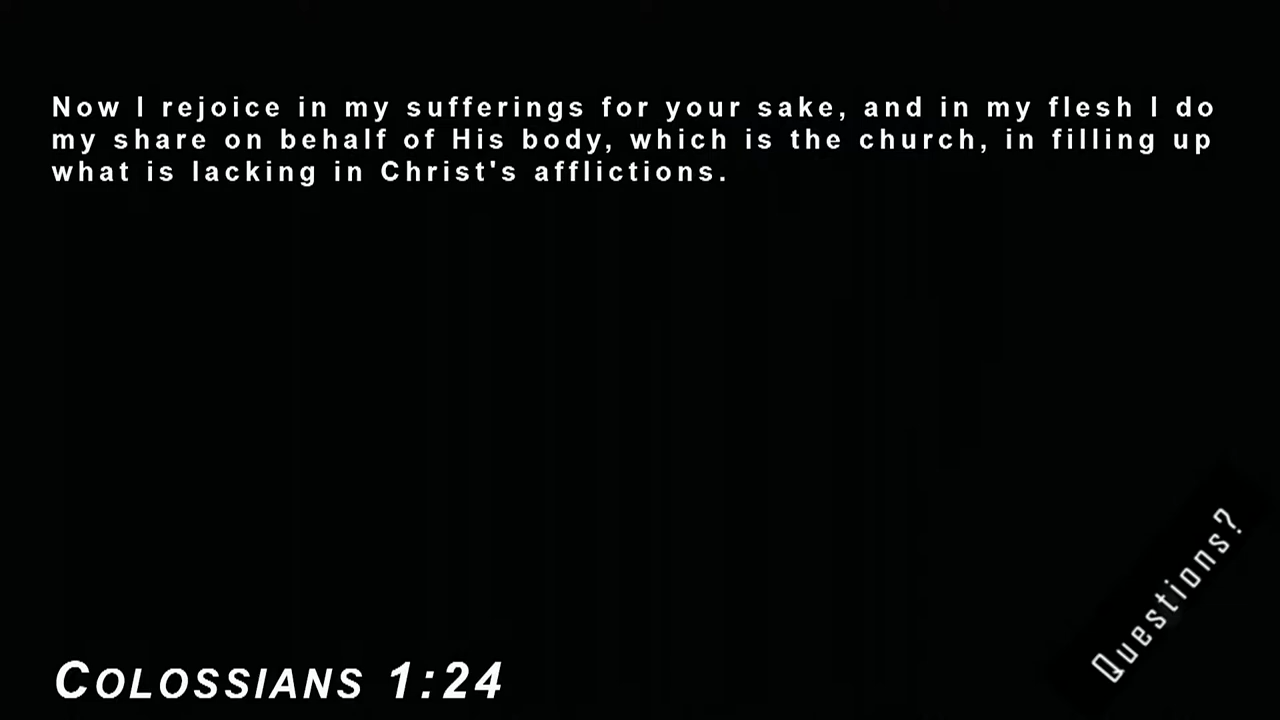 Now I rejoice in my sufferings for your sake, and in my flesh I do
my share on behalf of His body, which is the church, in filling up
what is lacking in Christ's afflictions.
Questions?
COLOSSIANS 1:24